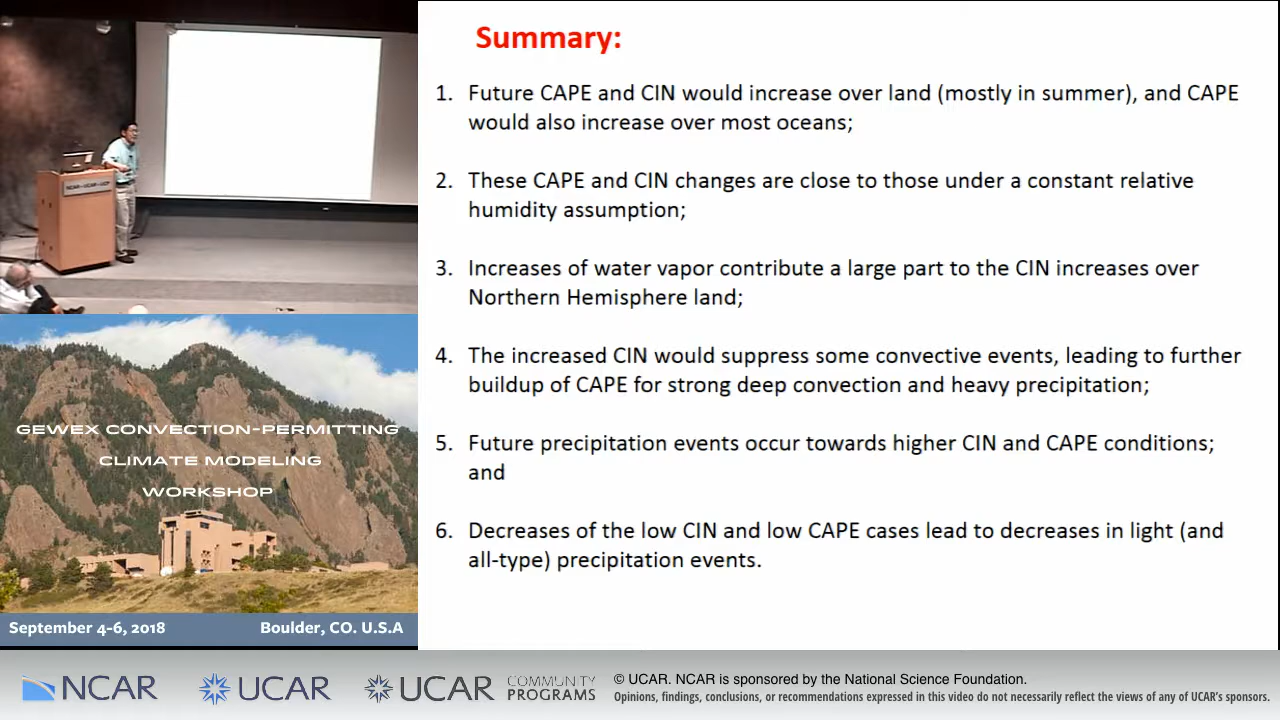 Summary:
1. Future CAPE and CIN would increase over land (mostly in summer), and CAPE
would also increase over most oceans;
2. These CAPE and CIN changes are close to those under a constant relative
humidity assumption;
3. Increases of water vapor contribute a large part to the CIN increases over
Northern Hemisphere land;
4. The increased CIN would suppress some convective events, leading to further
buildup of CAPE for strong deep convection and heavy precipitation;
5. Future precipitation events occur towards higher CIN and CAPE conditions;
and
6. Decreases of the low CIN and low CAPE cases lead to decreases in light (and
all-type) precipitation events.
NCAR
GEWEX CONVECTION-PERMITTING
CLIMATE MODELING
WORKSHOP
September 4-6, 2018 Boulder, CO. U.S.A
NCAR
UCAR
UCAR COMMUNITY
PROGRAMS
© UCAR. NCAR is sponsored by the National Science Foundation.
Opinions, findings, conclusions, or recommendations expressed in this video do not necessarily reflect the views of any of UCAR's sponsors.